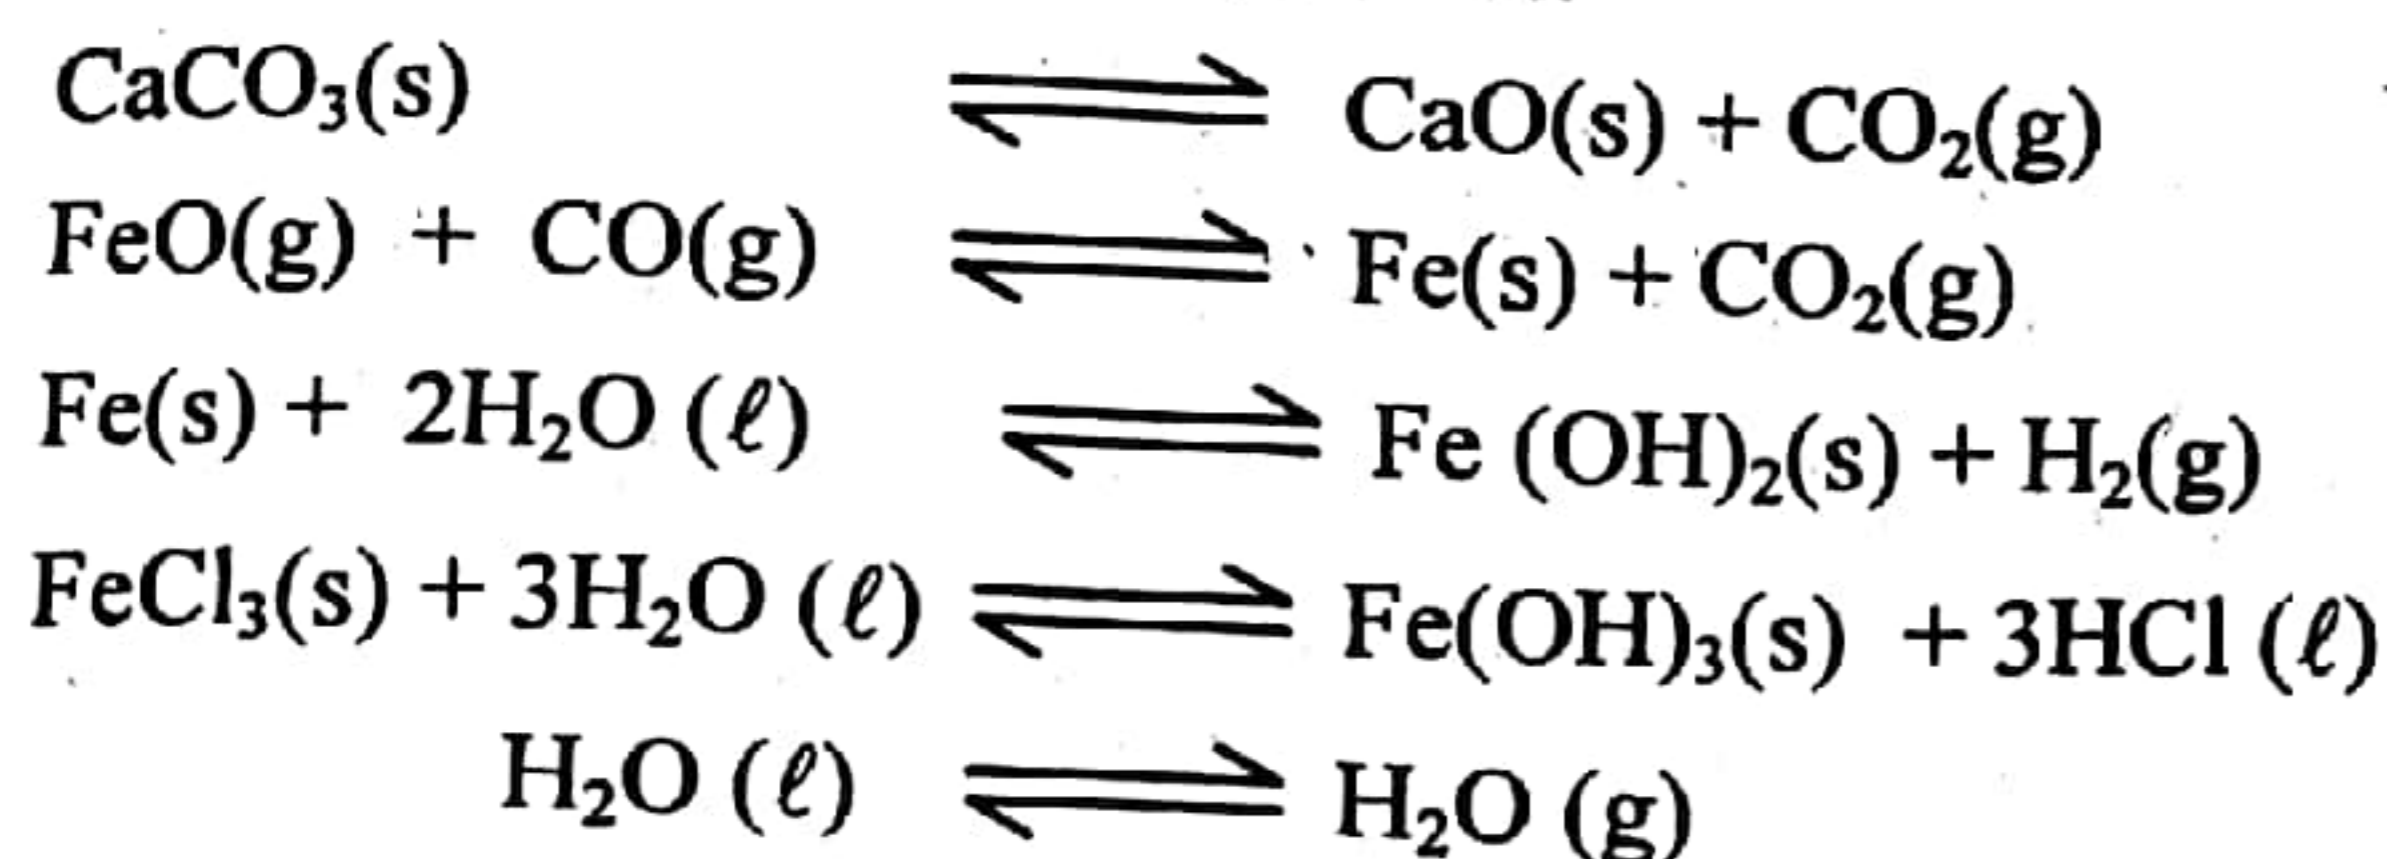 CaCO₃(s) ⇌ CaO(s) + CO₂(g)
FeO(g) + CO(g) ⇌ Fe(s) + CO₂(g)
Fe(s) + 2H₂O (ℓ) ⇌ Fe (OH)₂(s) + H₂(g)
FeCl₃(s) + 3H₂O (ℓ) ⇌ Fe(OH)₃(s) + 3HCl (ℓ)
H₂O (ℓ) ⇌ H₂O (g)